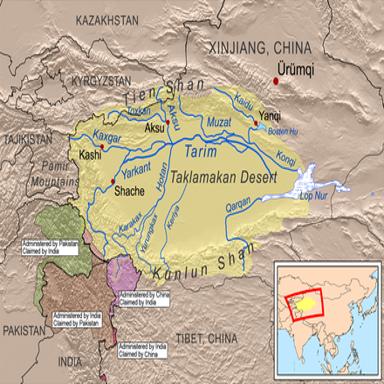 KAZAKHSTAN
XINJIANG, CHINA
Ürümqi
KYRGYZSTAN
Tien Shan
Kaidu
Toxkan
Aksu
Muzat
Yanqi
Bosten Hu
Aksu
TAJIKISTAN
Kaxgar
Kashi
Tarim
Konqi
Pamir
Mountains
Yarkant
Hotan
Taklamakan Desert
Shache
Lop Nur
Qarqan
Karakax
Yurungkax
Keriya
Administered by Pakistan
Claimed by India
Kunlun Shan
Administered by China
Claimed by India
Administered by India
Claimed by Pakistan
PAKISTAN
TIBET, CHINA
Administered by India
Claimed by China
INDIA